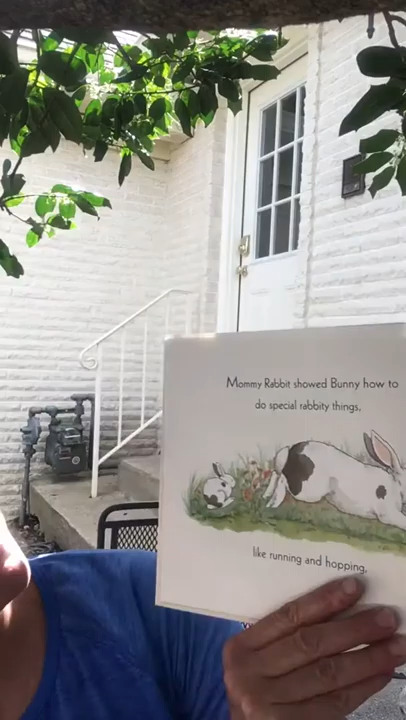 Mommy Rabbit showed Bunny how to
do special rabbity things,
like running and hopping,